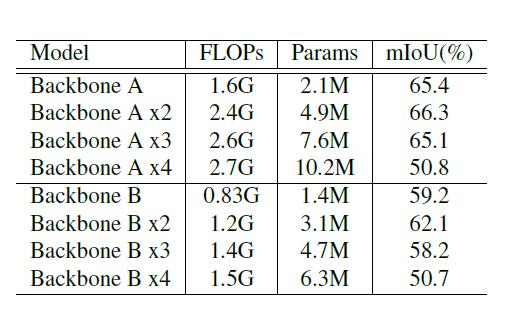 Model FLOPs Params mIoU(%)
Backbone A 1.6G 2.1M 65.4
Backbone A x2 2.4G 4.9M 66.3
Backbone A x3 2.6G 7.6M 65.1
Backbone A x4 2.7G 10.2M 50.8
Backbone B 0.83G 1.4M 59.2
Backbone B x2 1.2G 3.1M 62.1
Backbone B x3 1.4G 4.7M 58.2
Backbone B x4 1.5G 6.3M 50.7